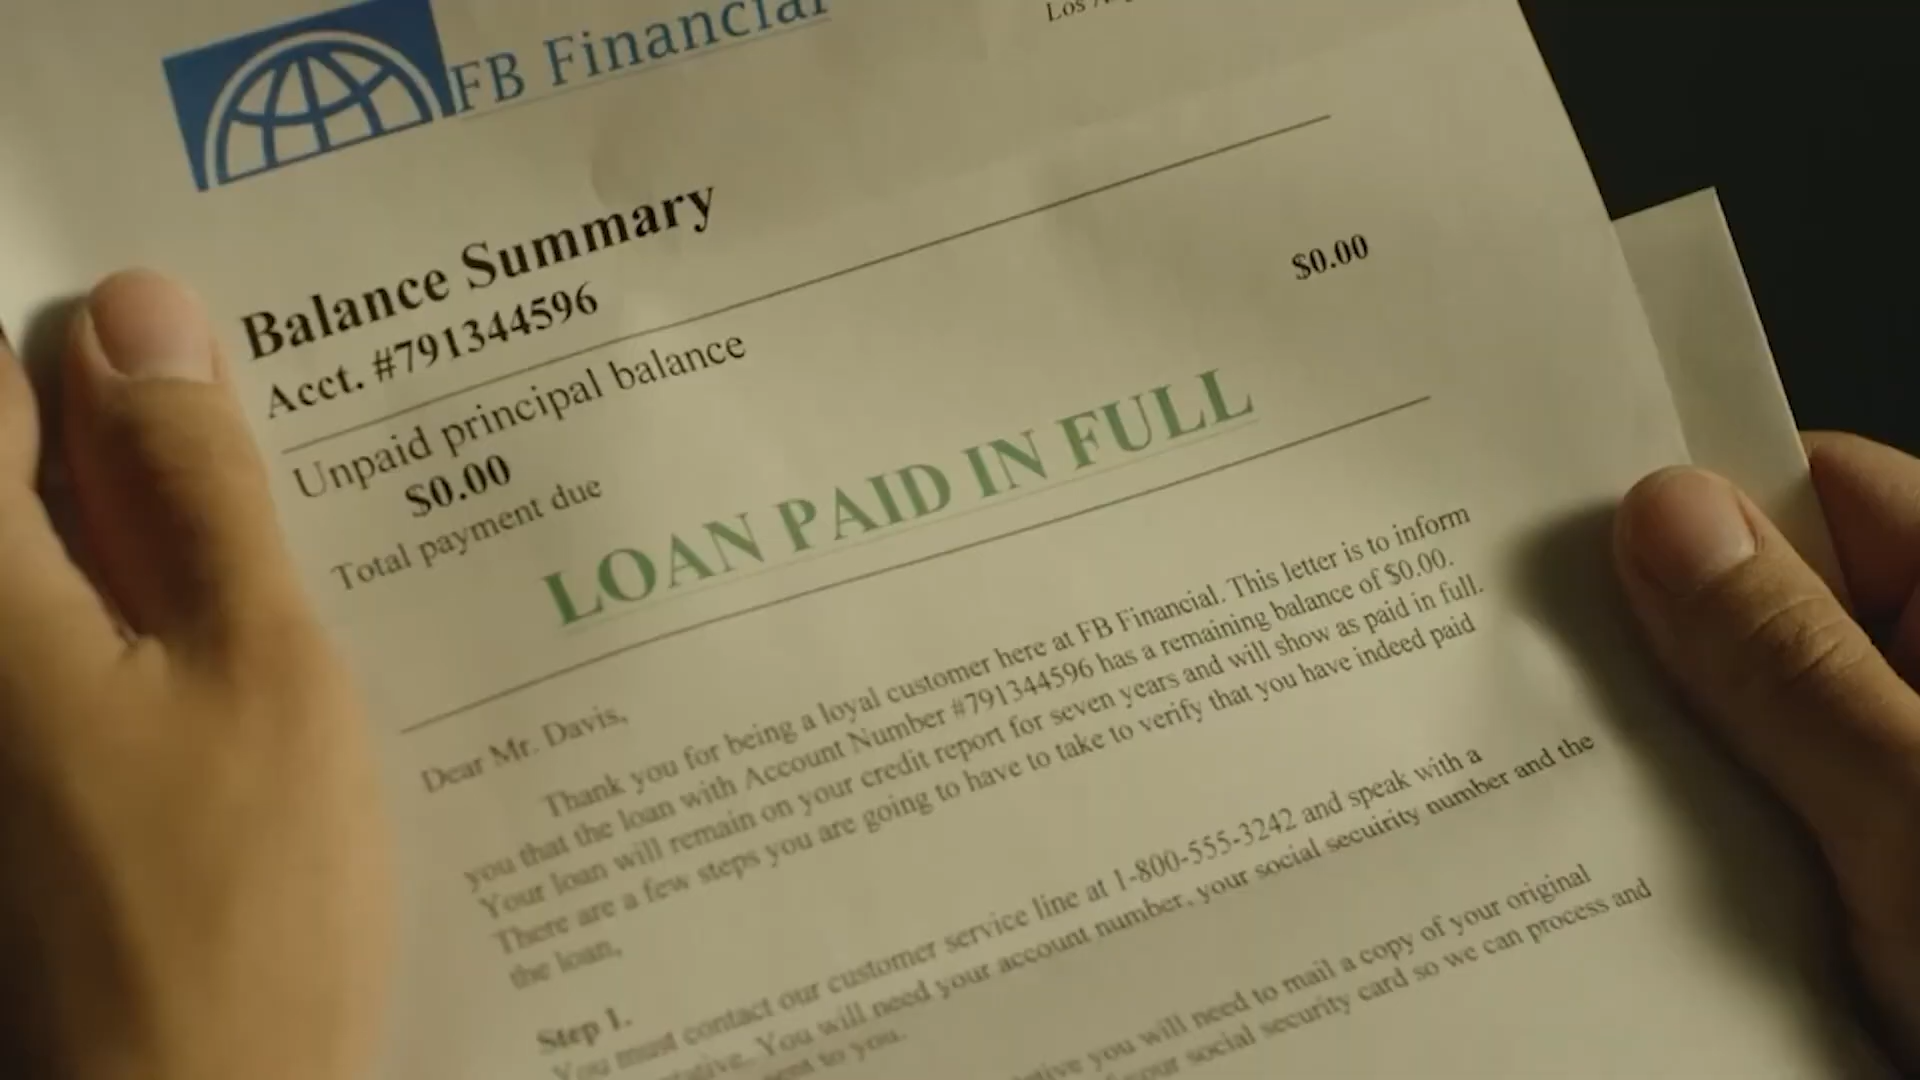 FB Financial
Los
Balance Summary
Acct. #791344596
Unpaid principal balance
$0.00
$0.00
Total payment due
LOAN PAID IN FULL
Dear Mr. Davis,
Thank you for being a loyal customer here at FB Financial. This letter is to inform
you that the loan with Account Number #791344596 has a remaining balance of $0.00.
Your loan will remain on your credit report for seven years and will show as paid in full.
There are a few steps you are going to have to take to verify that you have indeed paid
the loan,
Step 1.
You must contact our customer service line at 1-800-555-3242 and speak with a
You will need your account number, your social secuirity number and the
to you.
you will need to mail a copy of your original
your social security card so we can process and